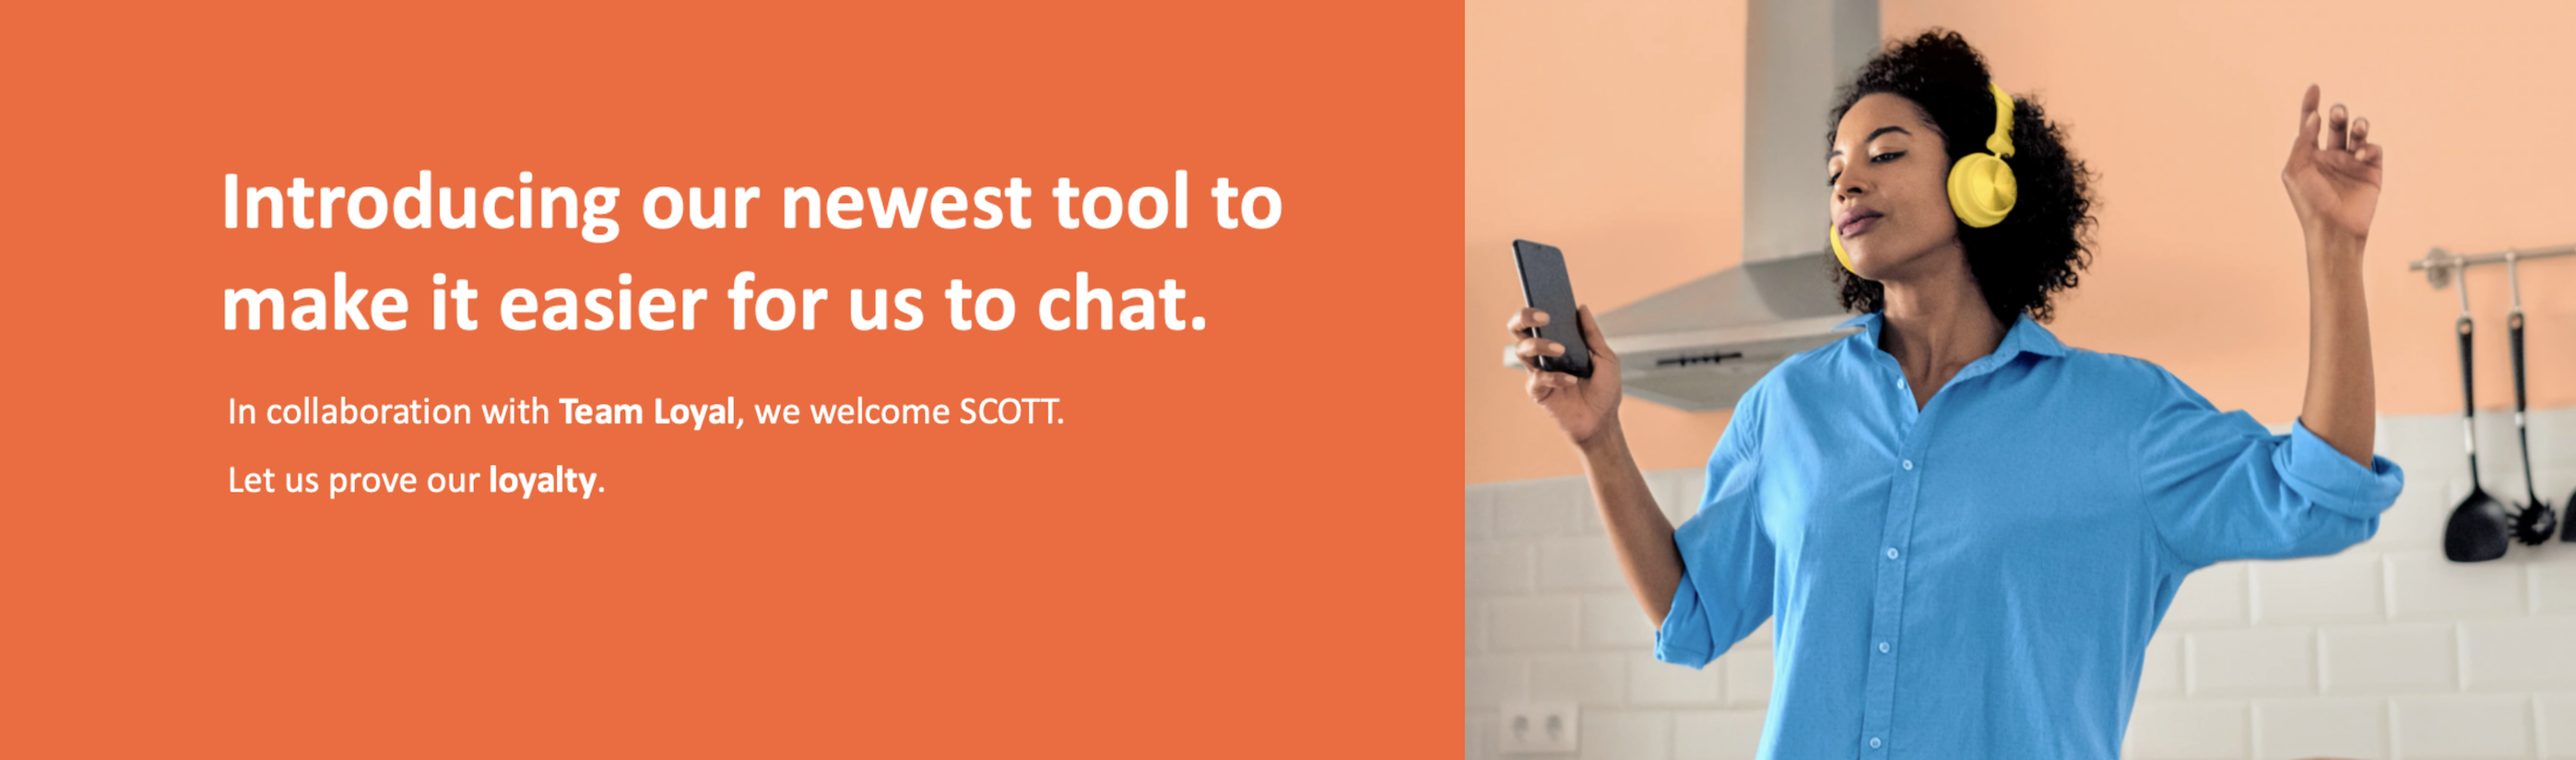 Introducing our newest tool to
make it easier for us to chat.
In collaboration with Team Loyal, we welcome SCOTT.
Let us prove our loyalty.